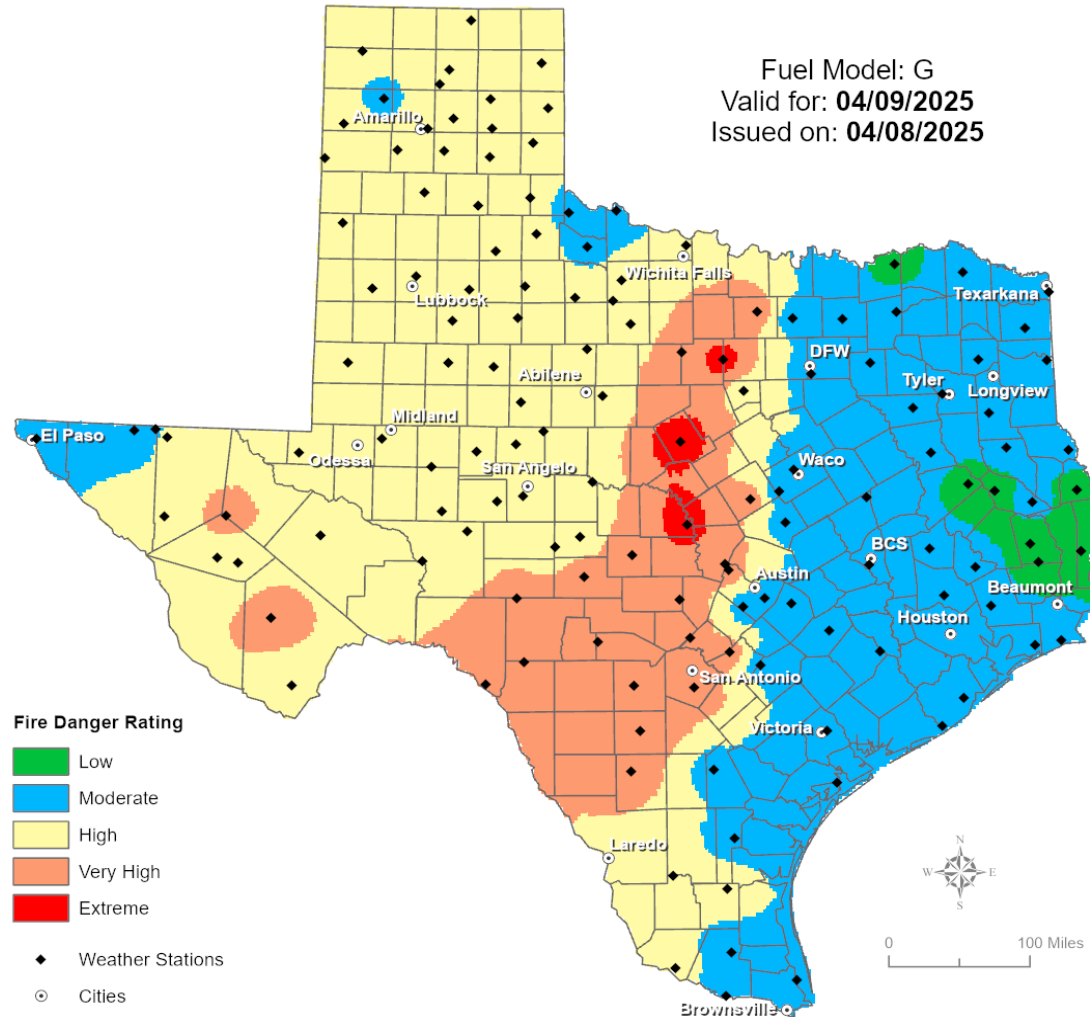 Fuel Model: G
Valid for: 04/09/2025
Issued on: 04/08/2025
Amarillo
Wichita Falls
Lubbock
Texarkana
DFW
Abilene
Tyler
Longview
Midland
El Paso
Odessa
San Angelo
Waco
BCS
Austin
Beaumont
Houston
San Antonio
Victoria
Laredo
Brownsville
Fire Danger Rating
Low
Moderate
High
Very High
Extreme
Weather Stations
Cities
N
W
E
S
0
100 Miles